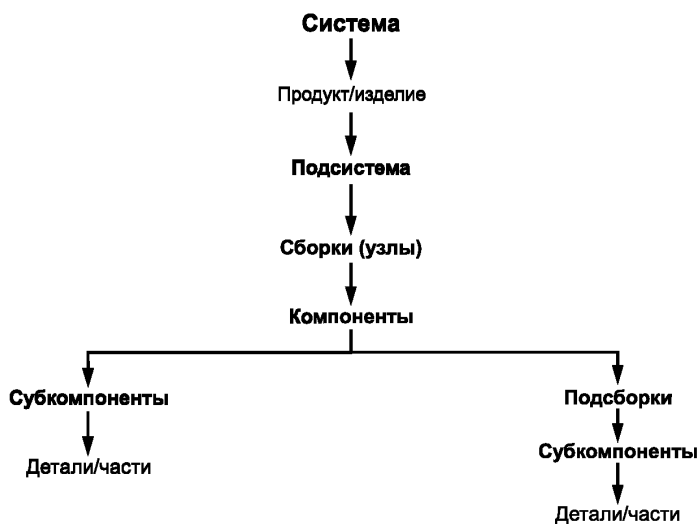 Система
Продукт/изделие
Подсистема
Сборки (узлы)
Компоненты
Субкомпоненты
Детали/части
Подсборки
Субкомпоненты
Детали/части